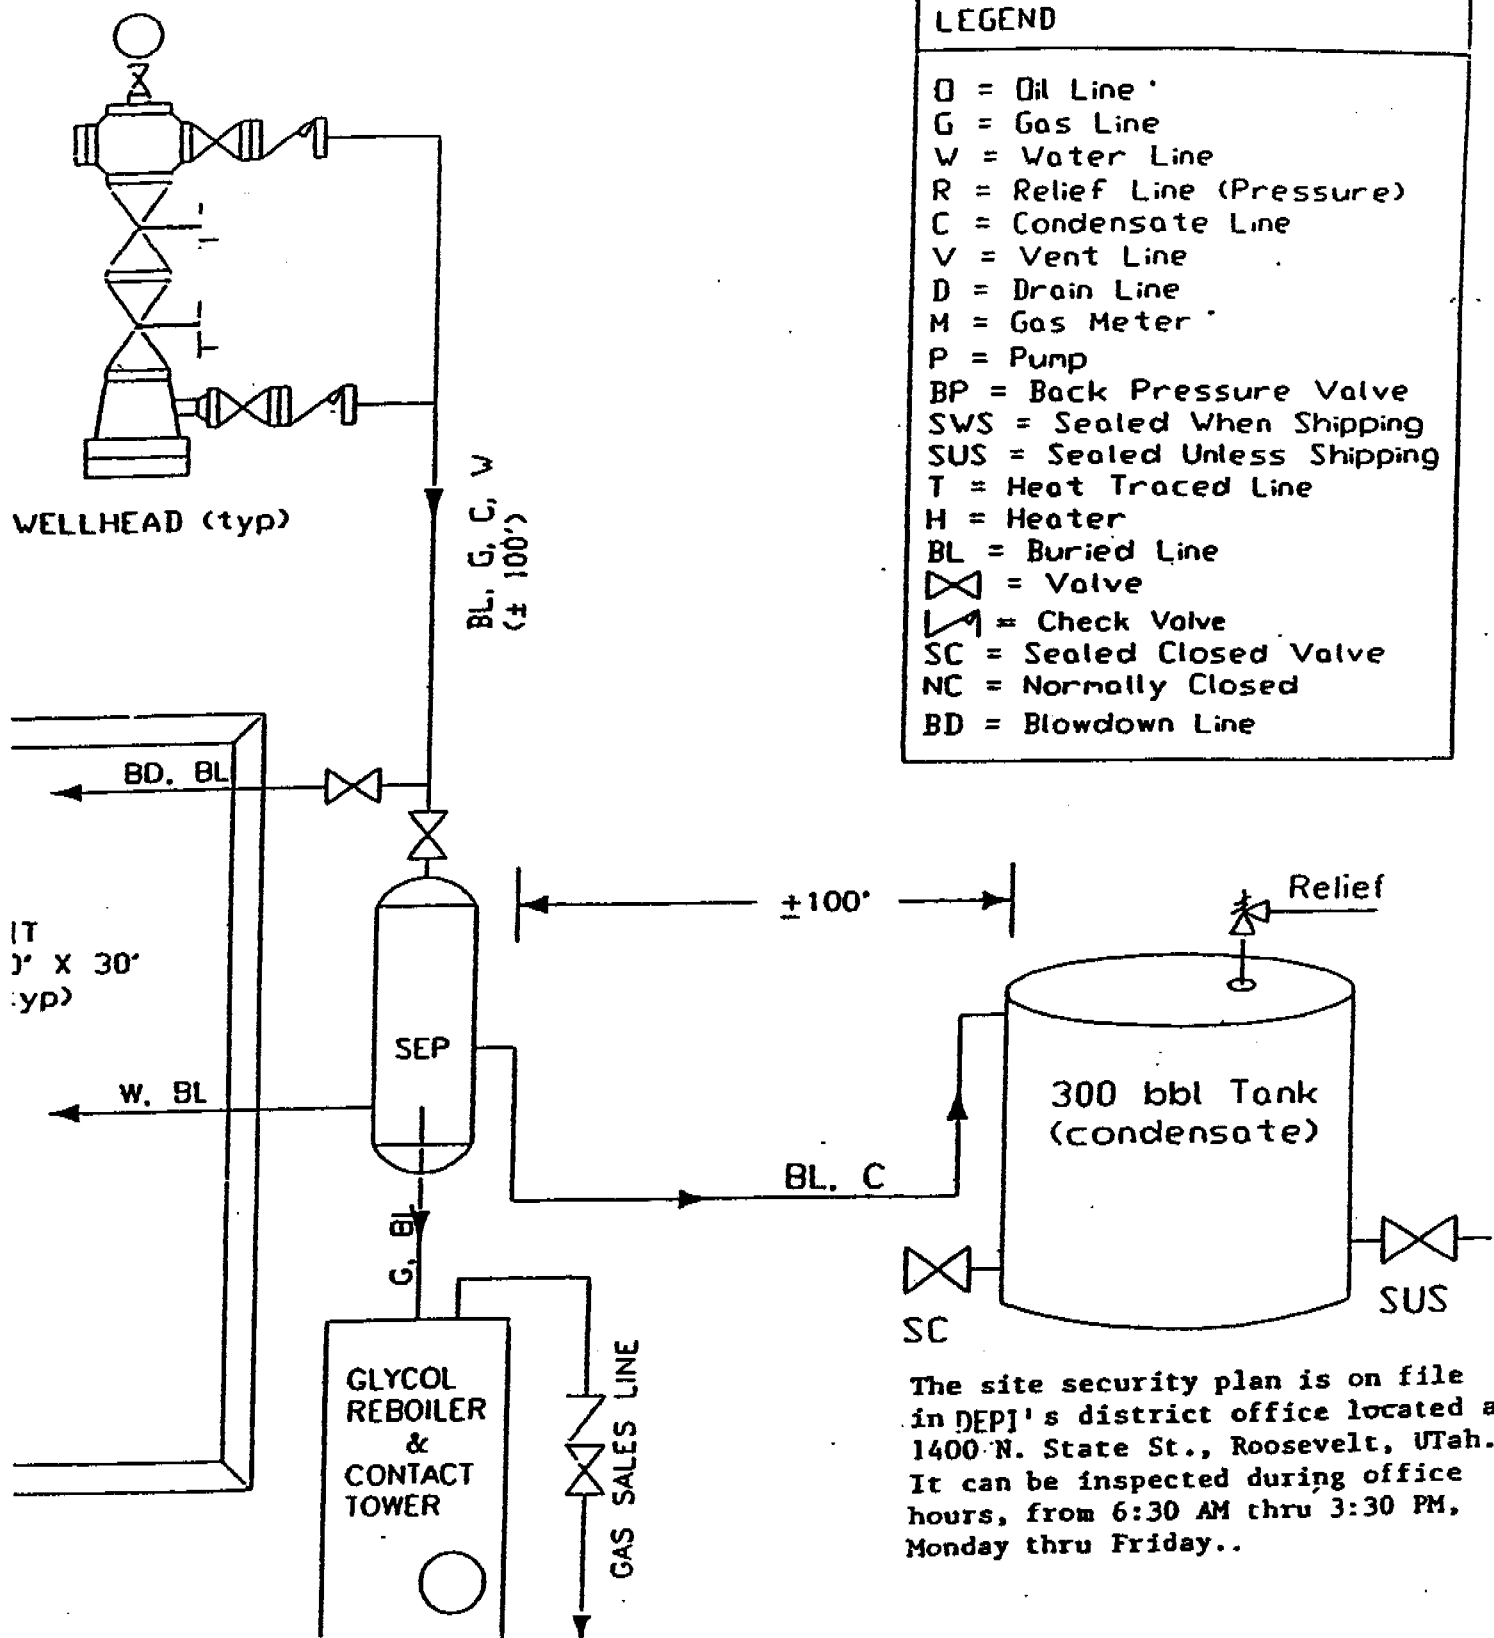 LEGEND
O = Oil Line
G = Gas Line
W = Water Line
R = Relief Line (Pressure)
C = Condensate Line
V = Vent Line
D = Drain Line
M = Gas Meter
P = Pump
BP = Back Pressure Valve
SWS = Sealed When Shipping
SUS = Sealed Unless Shipping
T = Heat Traced Line
H = Heater
BL = Buried Line
= Valve
= Check Valve
SC = Sealed Closed Valve
NC = Normally Closed
BD = Blowdown Line
WELLHEAD (typ)
BL, G, C, W
(± 100')
BD, BL
±100'
Relief
X 30'
SEP
W, BL
300 bbl Tank
(condensate)
BL, C
G, BL
SC
SUS
GLYCOL
REBOILER
&
CONTACT
TOWER
GAS SALES LINE
The site security plan is on file
in DEPI's district office located a
1400 N. State St., Roosevelt, UTah.
It can be inspected during office
hours, from 6:30 AM thru 3:30 PM,
Monday thru Friday..